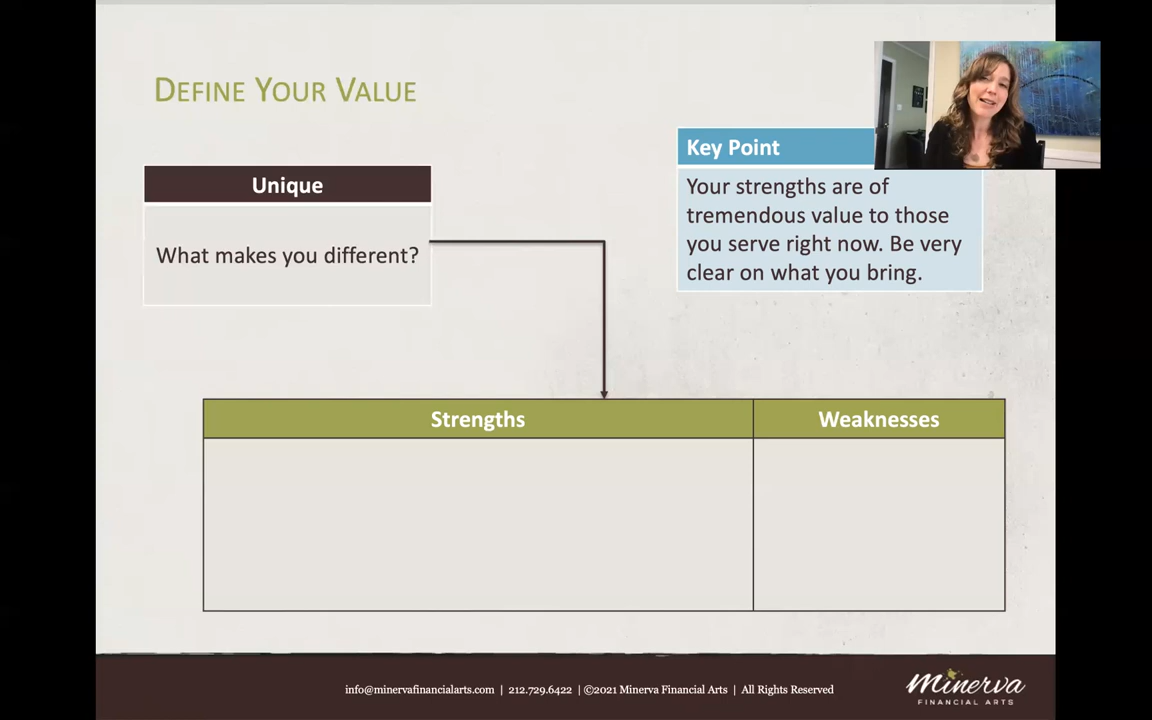 DEFINE YOUR VALUE
Unique
What makes you different?
Key Point
Your strengths are of
tremendous value to those
you serve right now. Be very
clear on what you bring.
Strengths
Weaknesses
info@minervafinancialarts.com | 212.729.6422 | ©2021 Minerva Financial Arts | All Rights Reserved
Minerva
FINANCIAL ARTS